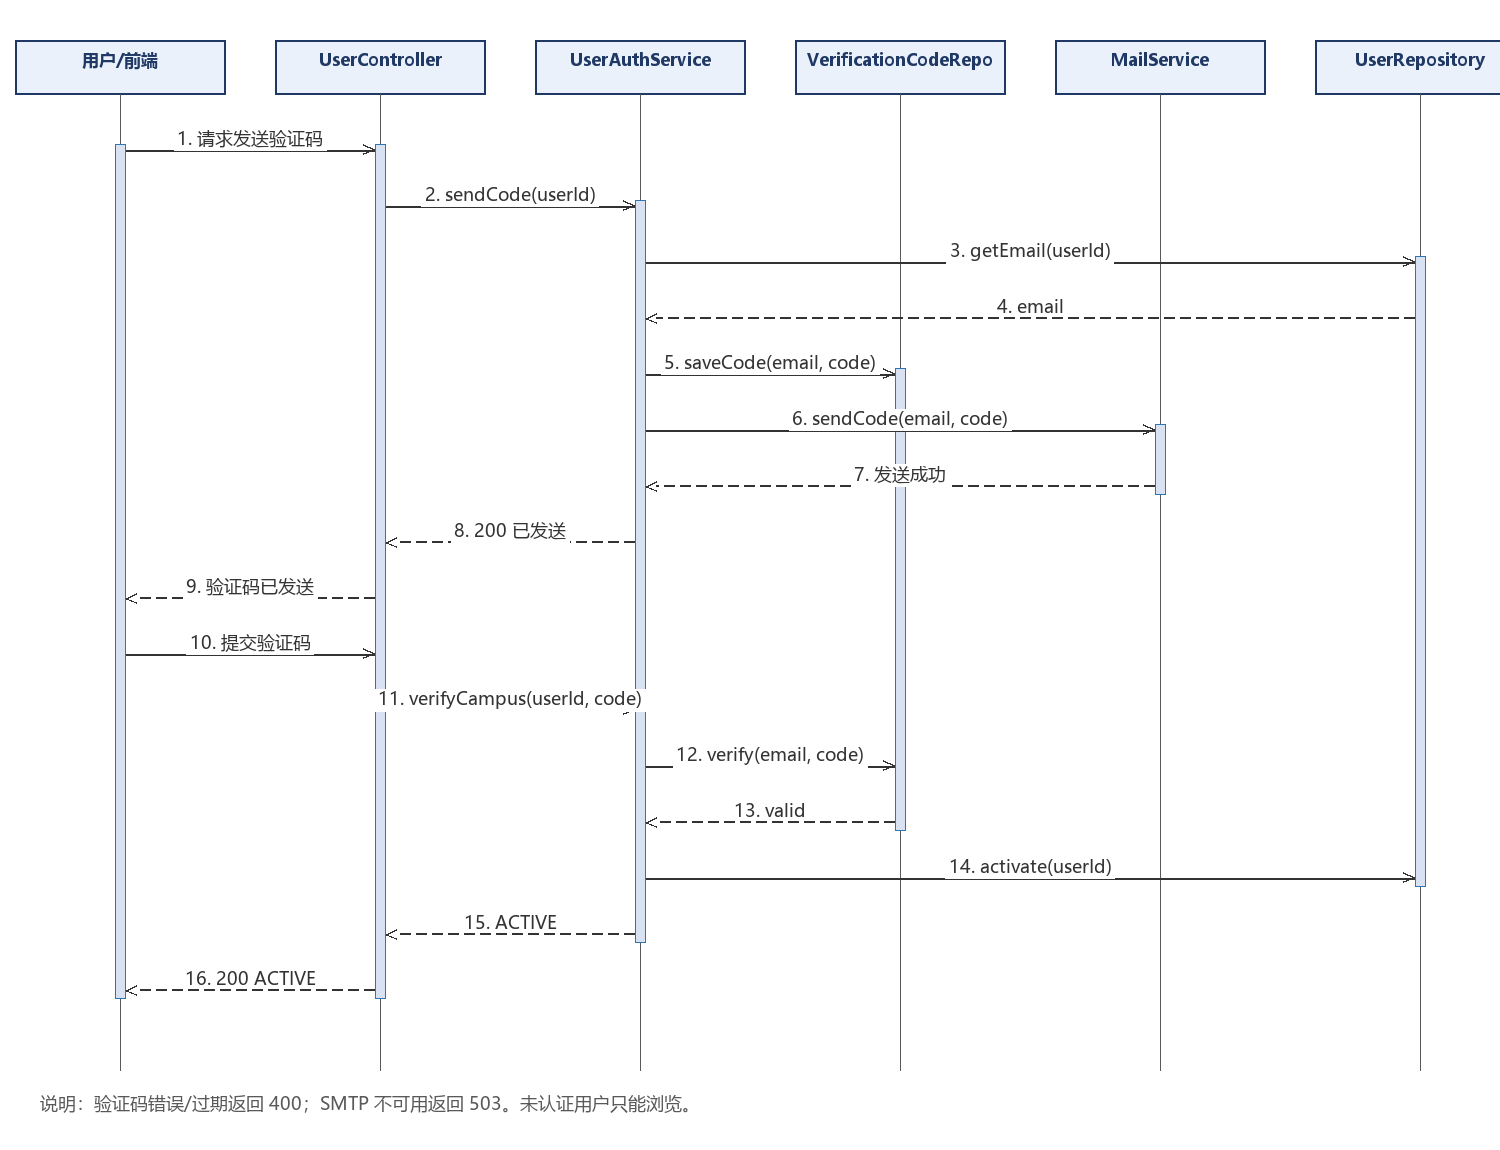 用户/前端
UserController
UserAuthService
VerificationCodeRepo
MailService
UserRepository
1. 请求发送验证码
2. sendCode(userId)
3. getEmail(userId)
4. email
5. saveCode(email, code)
6. sendCode(email, code)
7. 发送成功
8. 200 已发送
9. 验证码已发送
10. 提交验证码
11. verifyCampus(userId, code)
12. verify(email, code)
13. valid
14. activate(userId)
15. ACTIVE
16. 200 ACTIVE
说明：验证码错误/过期返回 400；SMTP 不可用返回 503。未认证用户只能浏览。